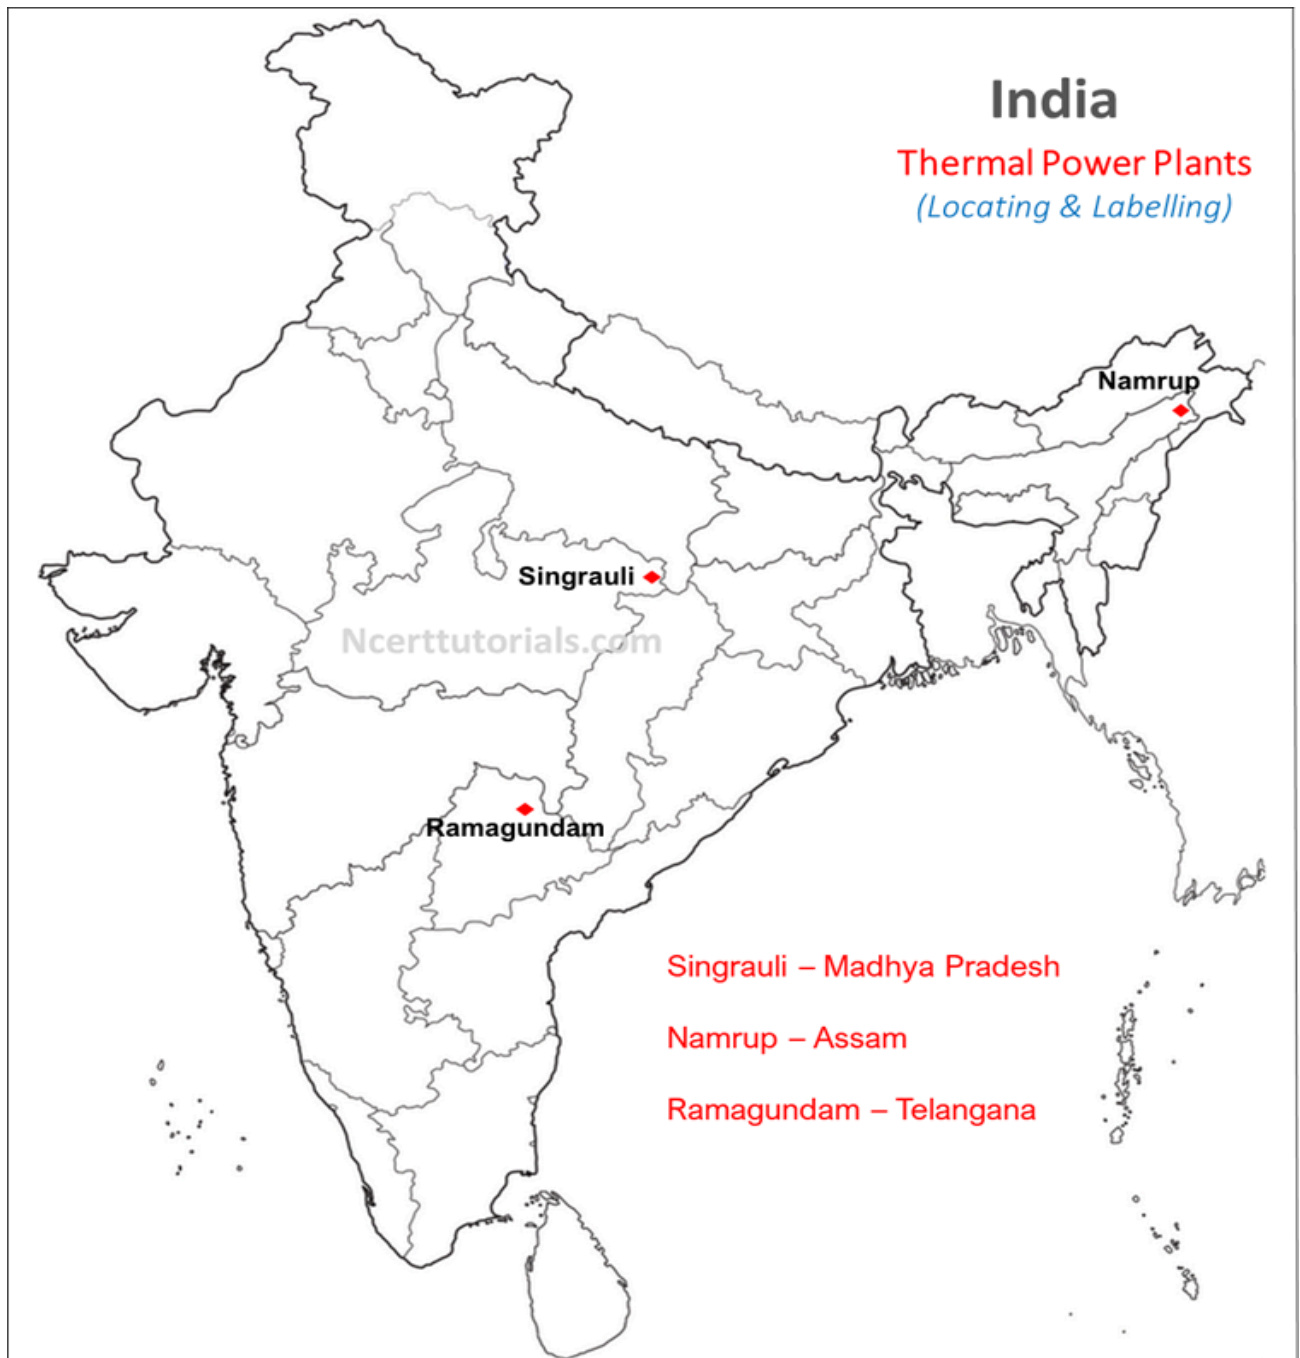 India
Thermal Power Plants
(Locating & Labelling)
Namrup
Singrauli
Ncerttutorials.com
Ramagundam
Singrauli – Madhya Pradesh
Namrup – Assam
Ramagundam – Telangana